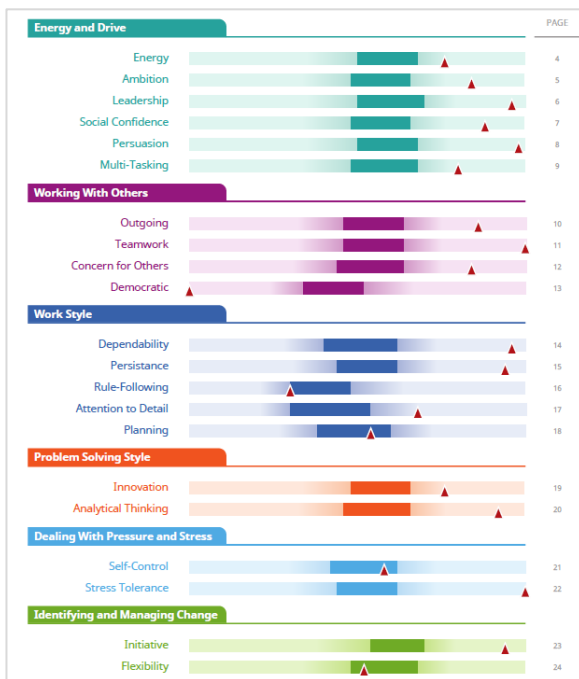 PAGE
Energy and Drive
Energy 4
Ambition 5
Leadership 6
Social Confidence 7
Persuasion 8
Multi-Tasking 9
Working With Others
Outgoing 10
Teamwork 11
Concern for Others 12
Democratic 13
Work Style
Dependability 14
Persistance 15
Rule-Following 16
Attention to Detail 17
Planning 18
Problem Solving Style
Innovation 19
Analytical Thinking 20
Dealing With Pressure and Stress
Self-Control 21
Stress Tolerance 22
Identifying and Managing Change
Initiative 23
Flexibility 24